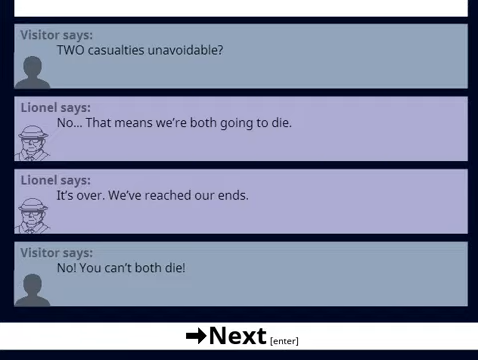 Visitor says:
TWO casualties unavoidable?
Lionel says:
No... That means we're both going to die.
Lionel says:
It's over. We've reached our ends.
Visitor says:
No! You can't both die!
➡Next [enter]